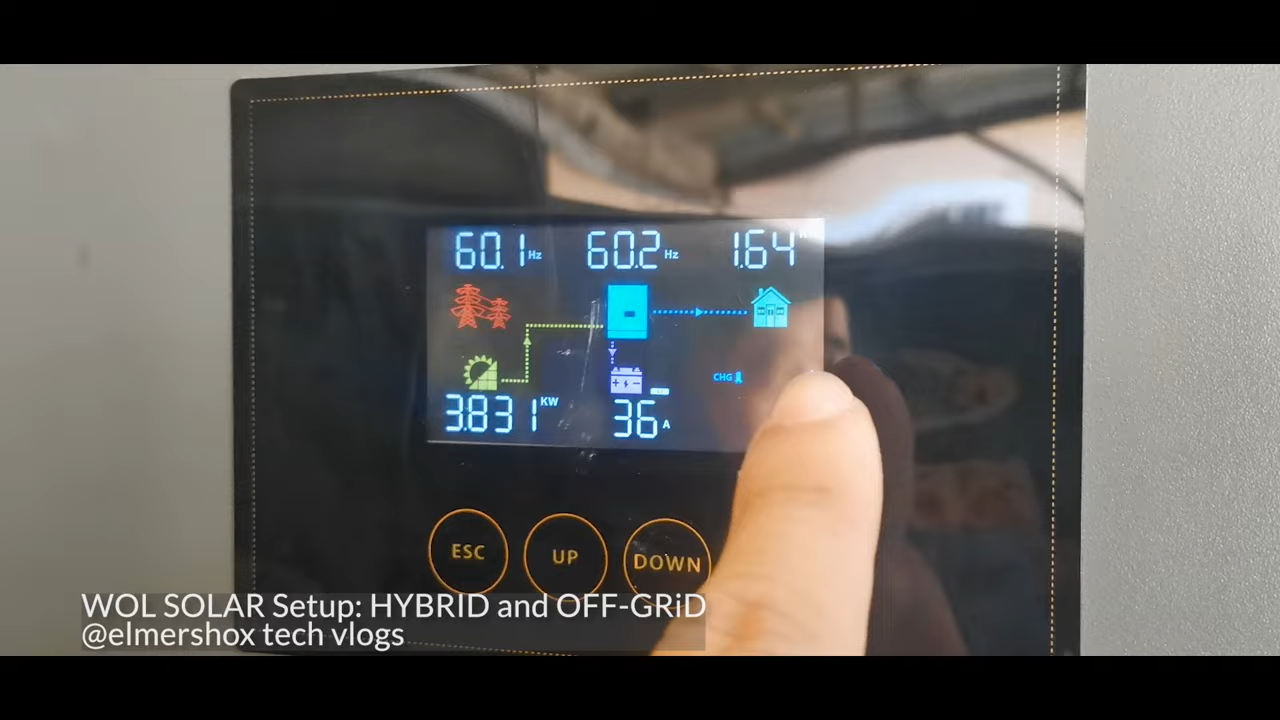 60.1 Hz 60.2 Hz 1.64
CHG
3.831 KW 36 A
ESC UP DOWN
WOL SOLAR Setup: HYBRID and OFF-GRiD
@elmershox tech vlogs